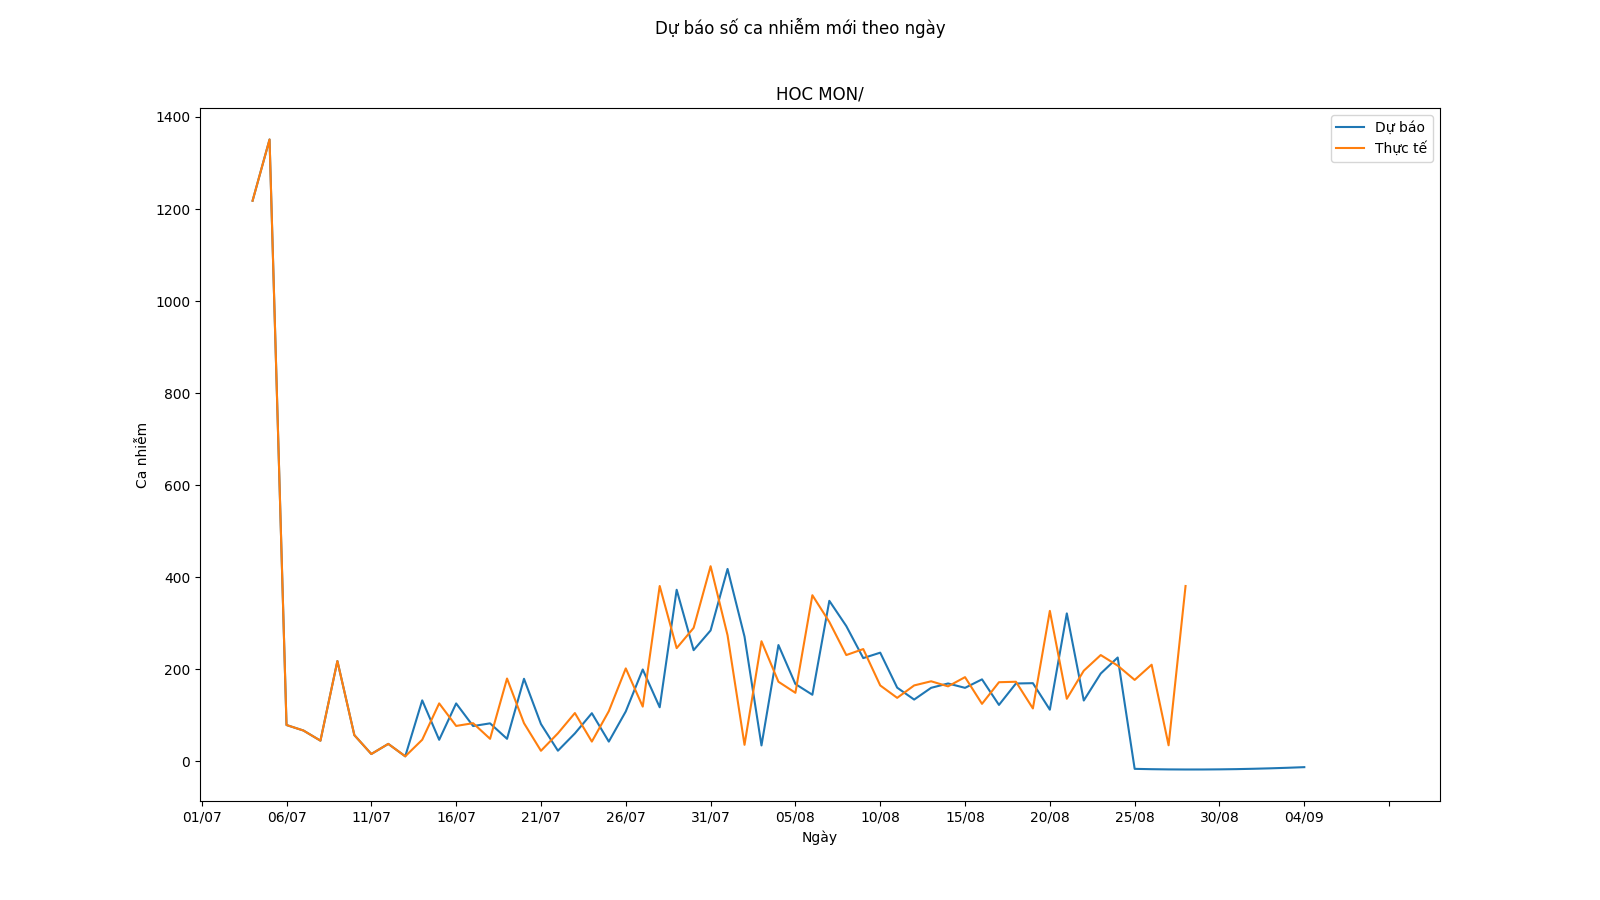 Dự báo số ca nhiễm mới theo ngày
HOC MON/
Dự báo
Thực tế
1400
1200
1000
800
600
400
200
0
Ca nhiễm
01/07 06/07 11/07 16/07 21/07 26/07 31/07 05/08 10/08 15/08 20/08 25/08 30/08 04/09
Ngày